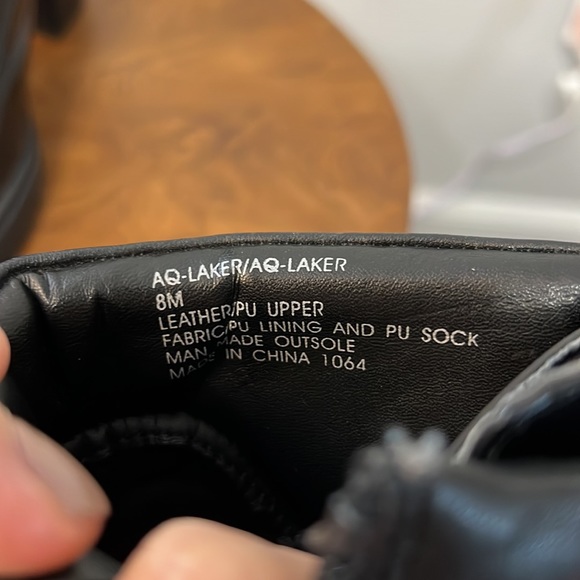 AQ-LAKER/AQ-LAKER
8M
LEATHER/PU UPPER
FABRIC/PU LINING AND PU SOCK
MAN MADE OUTSOLE
MADE IN CHINA 1064